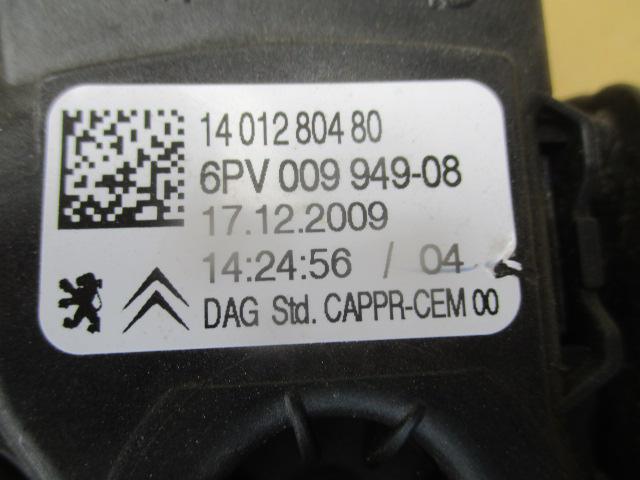 14 012 804 80
6PV 009 949-08
17.12.2009
14:24:56 / 04
DAG Std. CAPPR-CEM 00